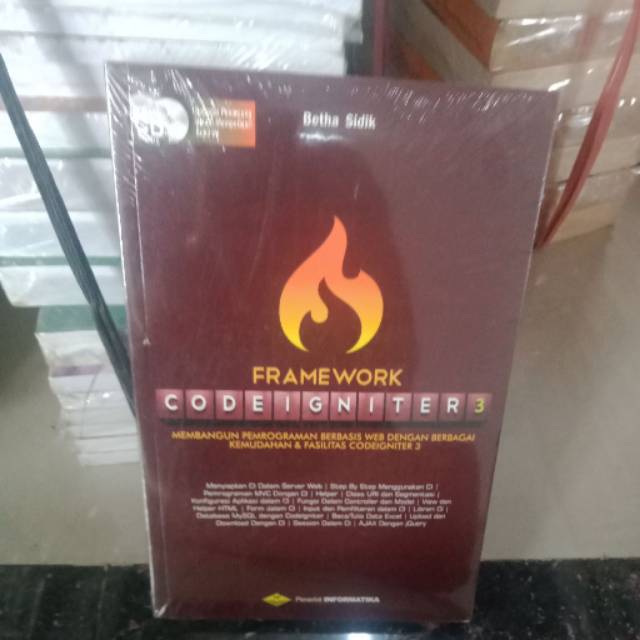 Betha Sidik
FRAMEWORK
CODEIGNITER 3
MEMBANGUN PEMROGRAMAN BERBASIS WEB DENGAN BERBAGAI
KEMUDAHAN & FASILITAS CODEIGNITER 3
Menyiapkan CI Dalam Server Web | Step By Step Menggunakan CI |
Pemrograman MVC Dengan CI | Helper | Class URI dan Segmentasi |
Konfigurasi Aplikasi dalam CI | Fungsi Dalam Controller dan Model | View dan
Helper HTML | Form dalam CI | Input dan Pemfilteran dalam CI | Librari CI |
Database MySQL dengan CodeIgniter | Baca/Tulis Data Excel | Upload dan
Download Dengan CI | Session Dalam CI | AJAX Dengan jQuery
Penerbit INFORMATIKA